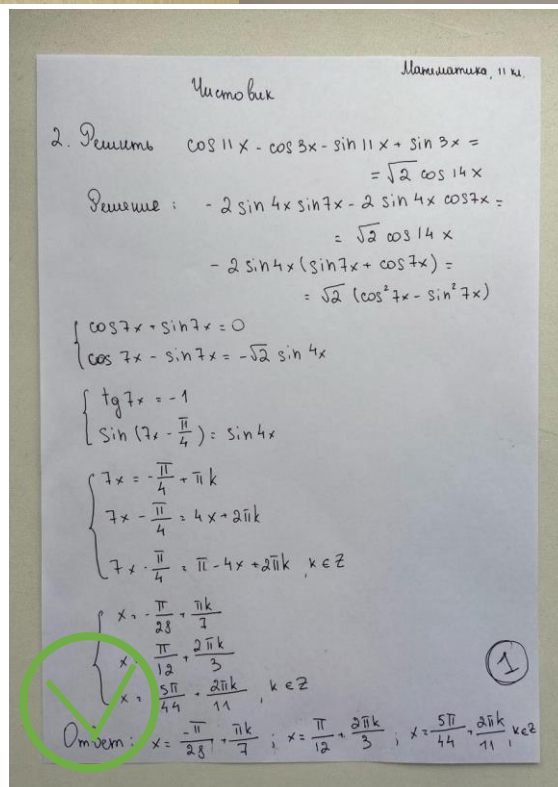 Математика, 11 кл.
Чистовик
2. Решить cos 11x - cos 3x - sin 11x + sin 3x =
= √2 cos 14x
Решение: - 2 sin 4x sin 7x - 2 sin 4x cos 7x =
= √2 cos 14x
- 2 sin 4x (sin 7x + cos 7x) =
= √2 (cos² 7x - sin² 7x)
cos 7x + sin 7x = 0
cos 7x - sin 7x = -√2 sin 4x
tg 7x = -1
sin (7x - π/4) = sin 4x
7x = -π/4 + πk
7x - π/4 = 4x + 2πk
7x - π/4 = π - 4x + 2πk, k ∈ Z
x = -π/28 + πk/7
x = π/12 + 2πk/3
x = 5π/44 + 2πk/11, k ∈ Z
1
Ответ: x = -π/28 + πk/7; x = π/12 + 2πk/3; x = 5π/44 + 2πk/11, k ∈ Z